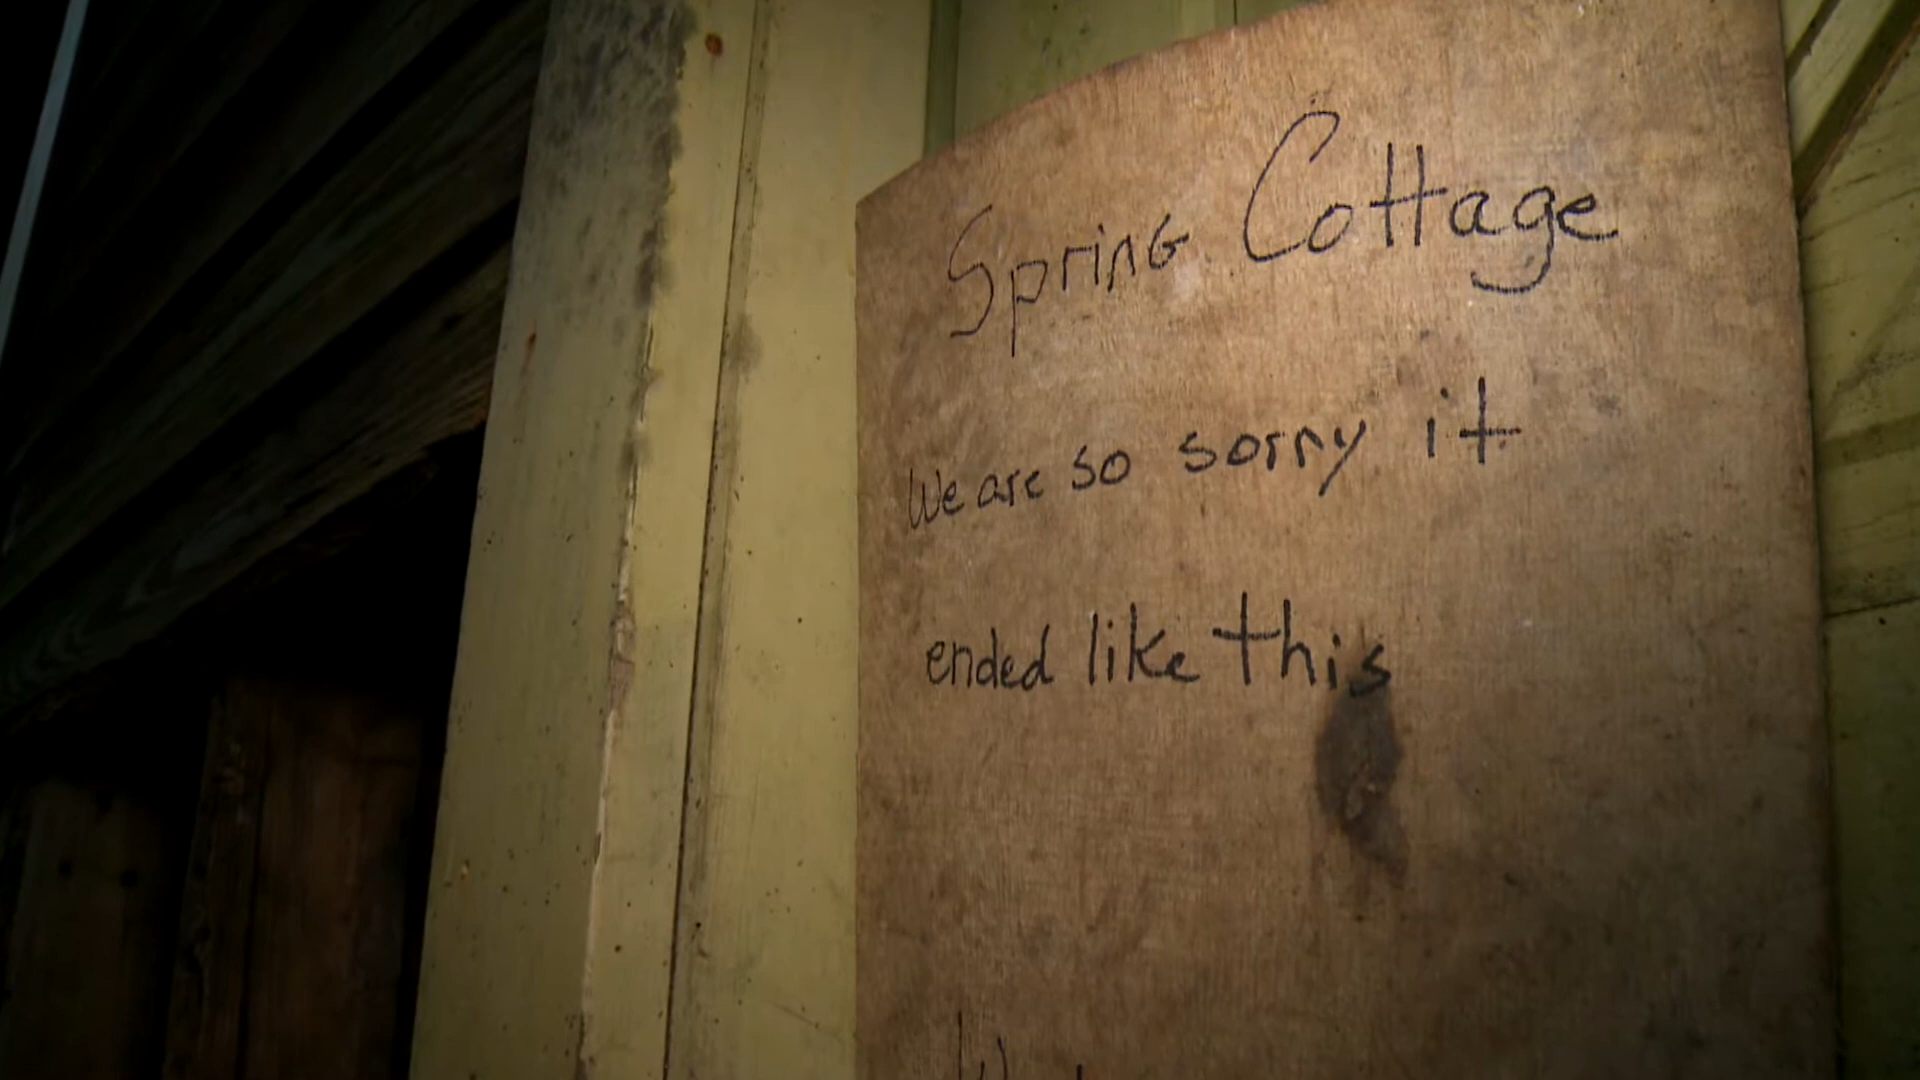 Spring Cottage
We are so sorry it
ended like this